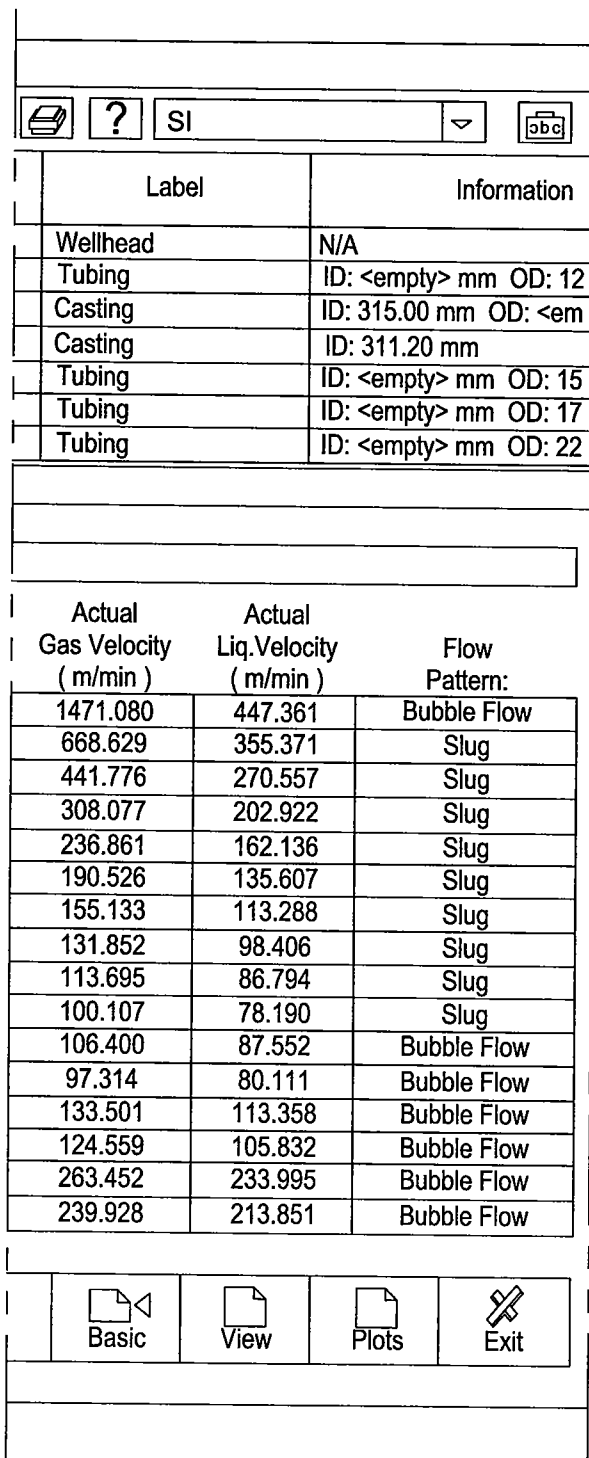 ? SI abc
Label Information
Wellhead N/A
Tubing ID: <empty> mm OD: 12
Casting ID: 315.00 mm OD: <em
Casting ID: 311.20 mm
Tubing ID: <empty> mm OD: 15
Tubing ID: <empty> mm OD: 17
Tubing ID: <empty> mm OD: 22
Actual Actual
Gas Velocity Liq.Velocity Flow
( m/min ) ( m/min ) Pattern:
1471.080 447.361 Bubble Flow
668.629 355.371 Slug
441.776 270.557 Slug
308.077 202.922 Slug
236.861 162.136 Slug
190.526 135.607 Slug
155.133 113.288 Slug
131.852 98.406 Slug
113.695 86.794 Slug
100.107 78.190 Slug
106.400 87.552 Bubble Flow
97.314 80.111 Bubble Flow
133.501 113.358 Bubble Flow
124.559 105.832 Bubble Flow
263.452 233.995 Bubble Flow
239.928 213.851 Bubble Flow
Basic View Plots Exit